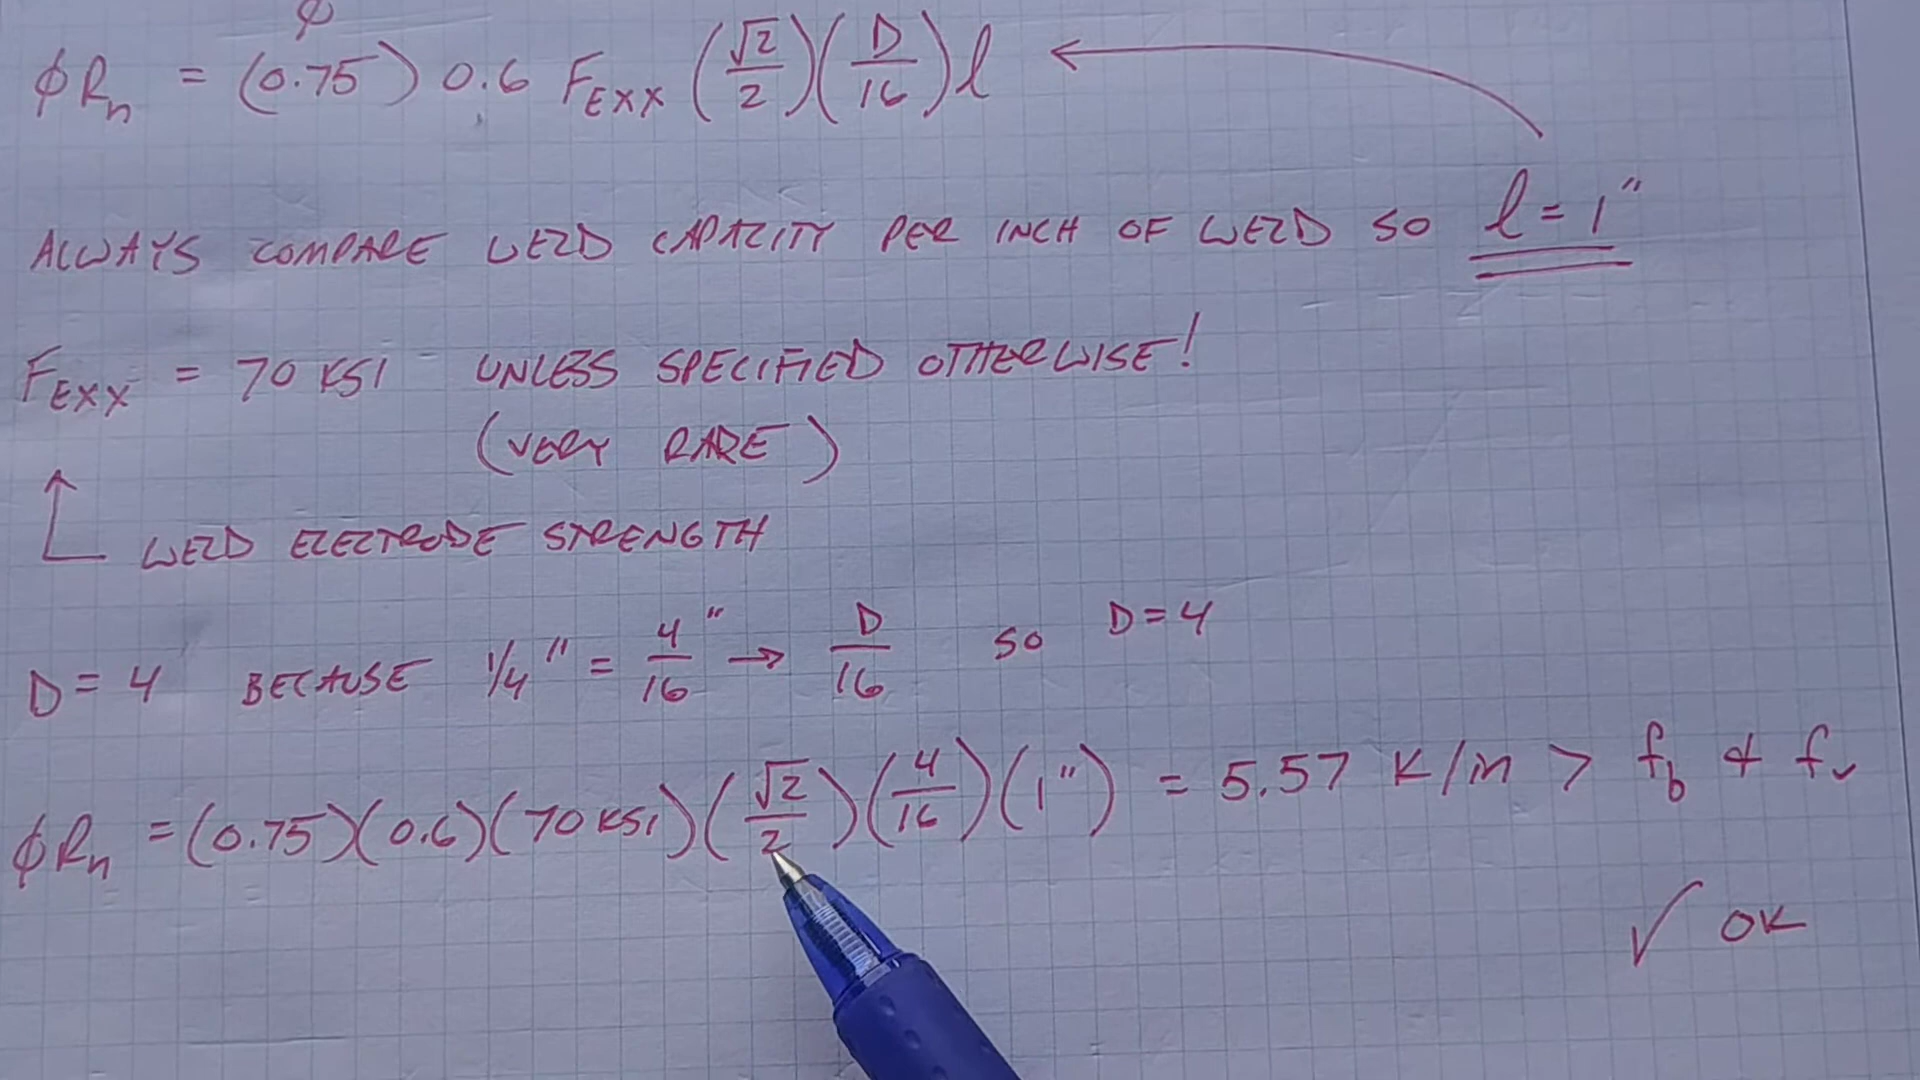 φ
φRn = (0.75) 0.6 FEXX (√2/2)(D/16)l
ALWAYS COMPARE WELD CAPACITY PER INCH OF WELD SO l = 1"
FEXX = 70 KSI - UNLESS SPECIFIED OTHERWISE!
(VERY RARE)
WELD ELECTRODE STRENGTH
D = 4 BECAUSE 1/4" = 4/16" → D/16 SO D = 4
φRn = (0.75)(0.6)(70 KSI)(√2/2)(4/16)(1") = 5.57 K/in > fb & fv
✓ OK